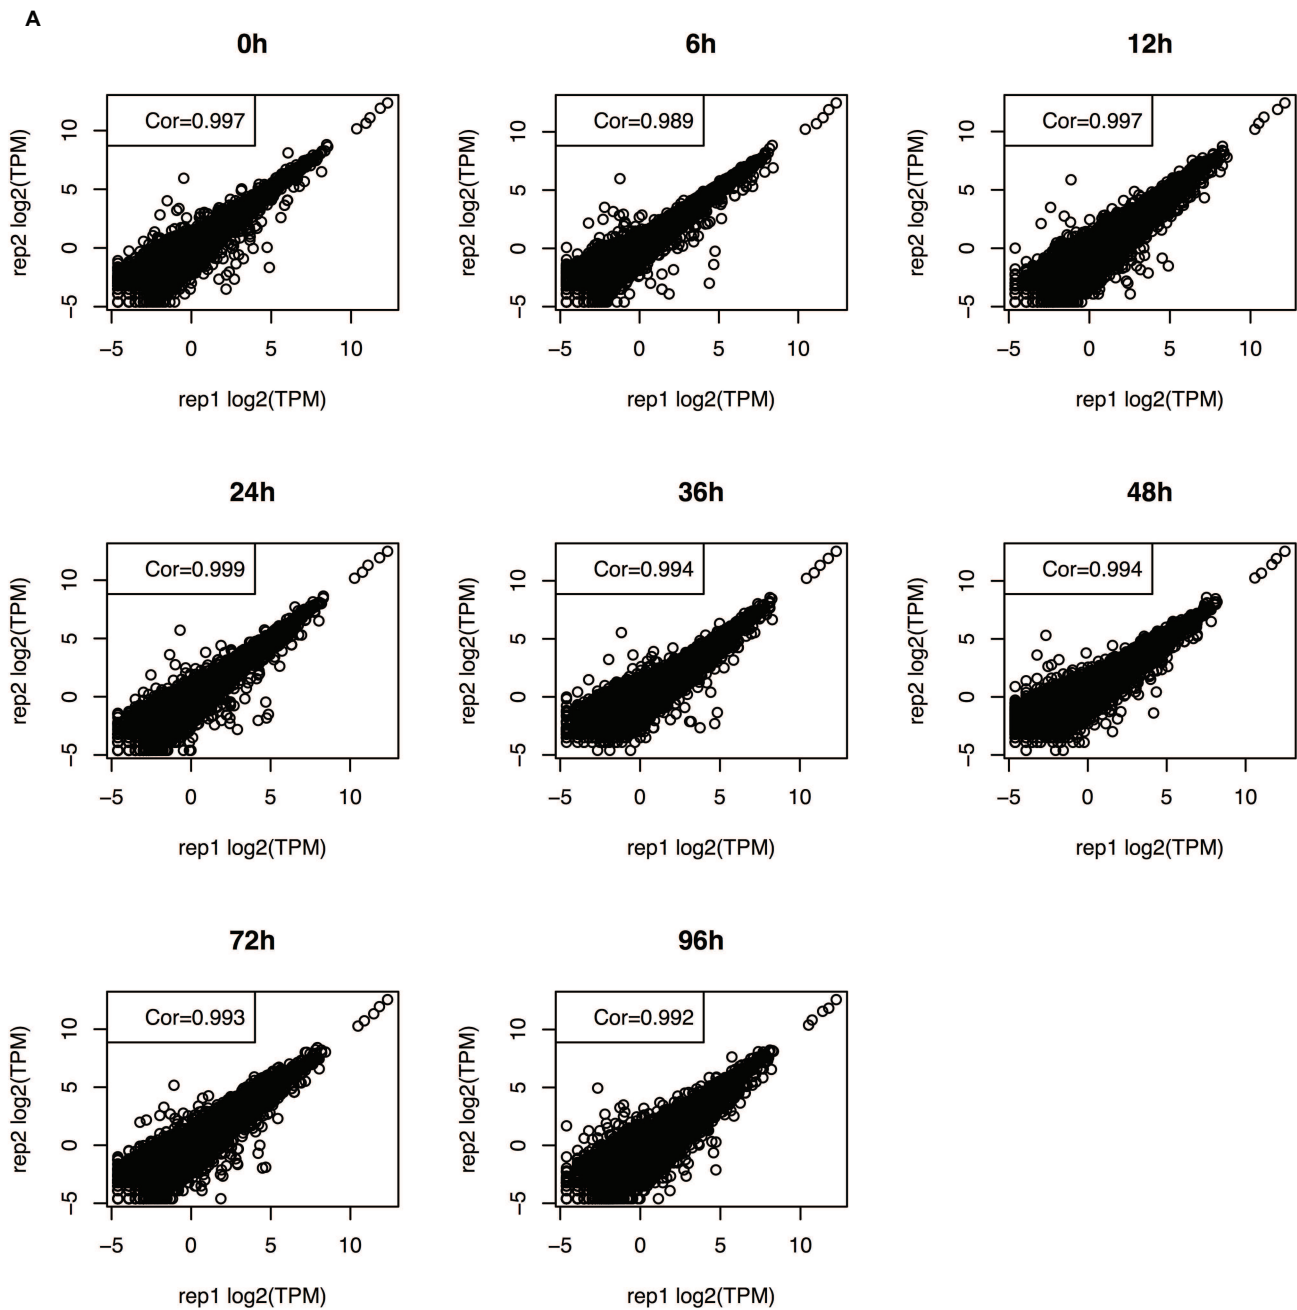 A
0h
6h
12h
Cor=0.997
Cor=0.989
Cor=0.997
rep2 log2(TPM)
10
5
0
−5
rep2 log2(TPM)
10
5
0
−5
rep2 log2(TPM)
10
5
0
−5
−5 0 5 10
−5 0 5 10
−5 0 5 10
rep1 log2(TPM)
rep1 log2(TPM)
rep1 log2(TPM)
24h
36h
48h
Cor=0.999
Cor=0.994
Cor=0.994
rep2 log2(TPM)
10
5
0
−5
rep2 log2(TPM)
10
5
0
−5
rep2 log2(TPM)
10
5
0
−5
−5 0 5 10
−5 0 5 10
−5 0 5 10
rep1 log2(TPM)
rep1 log2(TPM)
rep1 log2(TPM)
72h
96h
Cor=0.993
Cor=0.992
rep2 log2(TPM)
10
5
0
−5
rep2 log2(TPM)
10
5
0
−5
−5 0 5 10
−5 0 5 10
rep1 log2(TPM)
rep1 log2(TPM)